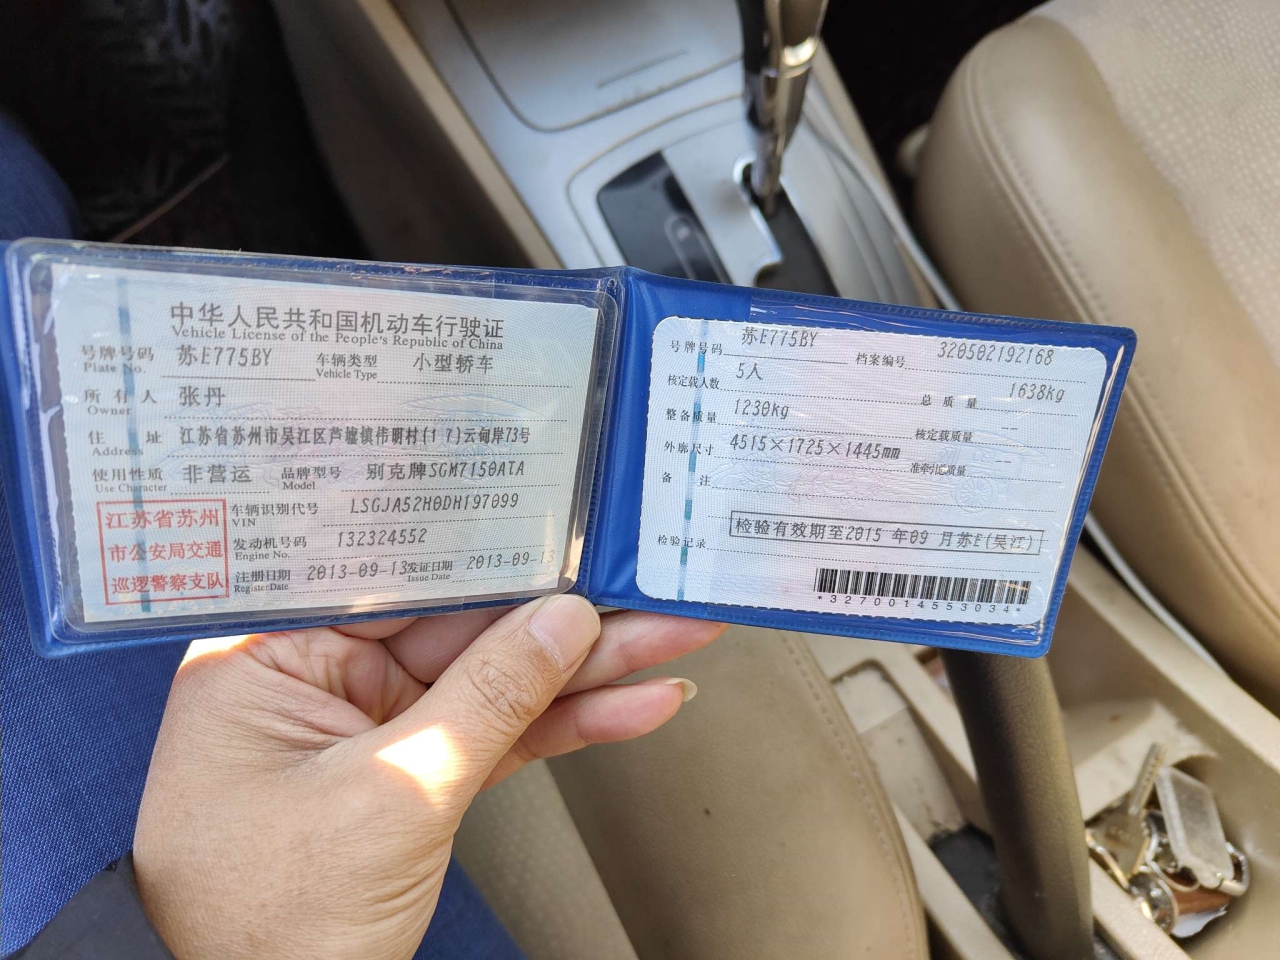 中华人民共和国机动车行驶证
Vehicle License of the People's Republic of China
号牌号码 苏E775BY 车辆类型 小型轿车
Plate No. Vehicle Type
所有人 张丹
Owner
住址 江苏省苏州市吴江区芦墟镇伟明村(17)云甸岸73号
Address
使用性质 非营运 品牌型号 别克牌SGM7150ATA
Use Character Model
江苏省苏州
市公安局交通
巡逻警察支队
车辆识别代号 LSGJA52H0DH197099
VIN
发动机号码 132324552
Engine No.
注册日期 2013-09-13 发证日期 2013-09-13
Register Date Issue Date
号牌号码 苏E775BY 档案编号 320502192168
核定载人数 5人 总质量 1638kg
整备质量 1230kg 核定载质量 --
外廓尺寸 4515×1725×1445mm 准牵引总质量 --
备注
检验有效期至2015 年09 月苏E(吴江)
检验记录
*3270014553034*